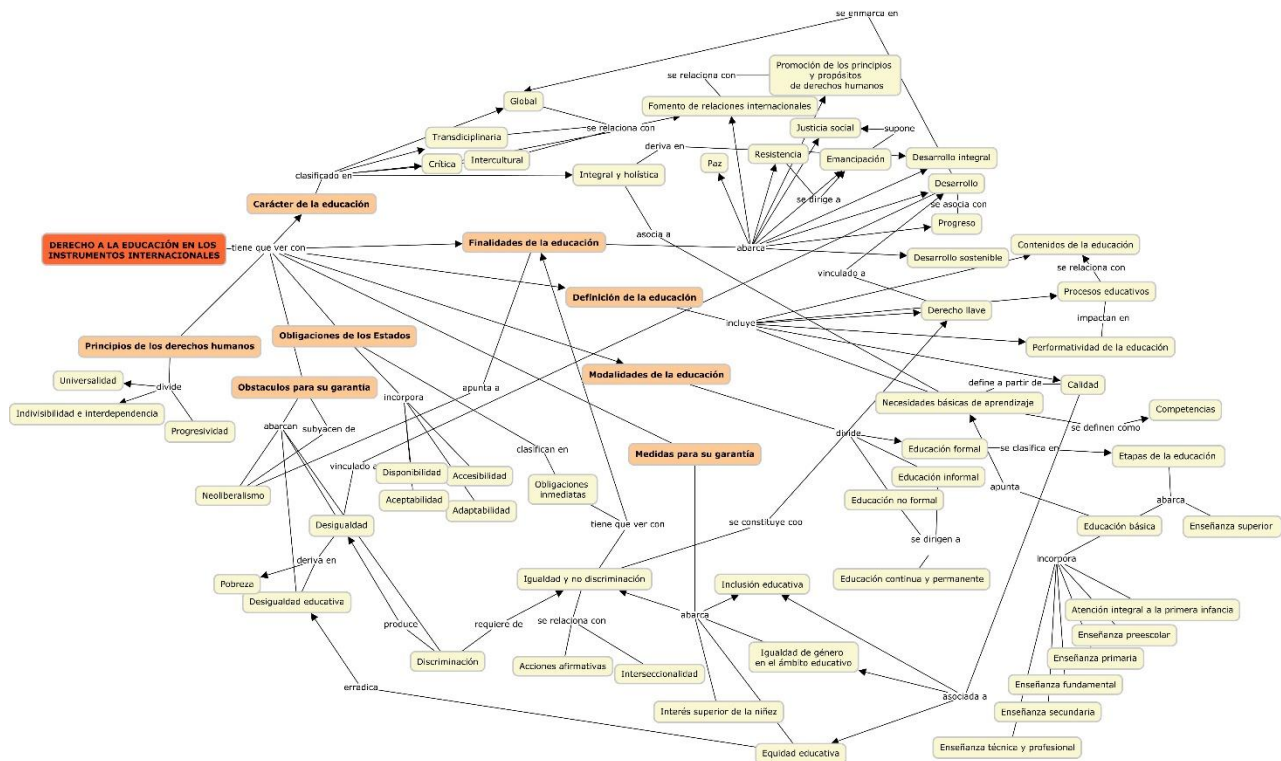 se enmarca en
Promoción de los principios
y propósitos
de derechos humanos
se relaciona con
Global
Fomento de relaciones internacionales
Transdiciplinaria
se relaciona con
Justicia social
supone
Crítica
Intercultural
deriva en
Resistencia
Emancipación
Desarrollo integral
Paz
clasificado en
Integral y holística
Desarrollo
se dirige a
se asocia con
Carácter de la educación
Progreso
asocia a
DERECHO A LA EDUCACIÓN EN LOS
INSTRUMENTOS INTERNACIONALES
tiene que ver con
Finalidades de la educación
abarca
Contenidos de la educación
Desarrollo sostenible
vinculado a
se relaciona con
Definición de la educación
Procesos educativos
Derecho llave
incluye
impactan en
Obligaciones de los Estados
Principios de los derechos humanos
Performatividad de la educación
Universalidad
divide
Obstaculos para su garantía
apunta a
Modalidades de la educación
define a partir de
Calidad
incorpora
Necesidades básicas de aprendizaje
Indivisibilidad e interdependencia
Competencias
Progresividad
abarcan
subyacen de
se definen como
divide
clasifican en
Medidas para su garantía
Educación formal
se clasifica en
Etapas de la educación
vinculado a
Disponibilidad
Accesibilidad
Educación informal
Neoliberalismo
Obligaciones
inmediatas
apunta
Aceptabilidad
Adaptabilidad
Educación no formal
abarca
Desigualdad
tiene que ver con
se constituye coo
Educación básica
Enseñanza superior
se dirigen a
deriva en
Incorpora
Pobreza
Igualdad y no discriminación
Inclusión educativa
Educación continua y permanente
Desigualdad educativa
Atención integral a la primera infancia
produce
requiere de
se relaciona con
abarca
Enseñanza preescolar
Igualdad de género
en el ámbito educativo
Enseñanza primaria
Discriminación
Acciones afirmativas
Interseccionalidad
Enseñanza fundamental
erradica
asociada a
Interés superior de la niñez
Enseñanza secundaria
Equidad educativa
Enseñanza técnica y profesional